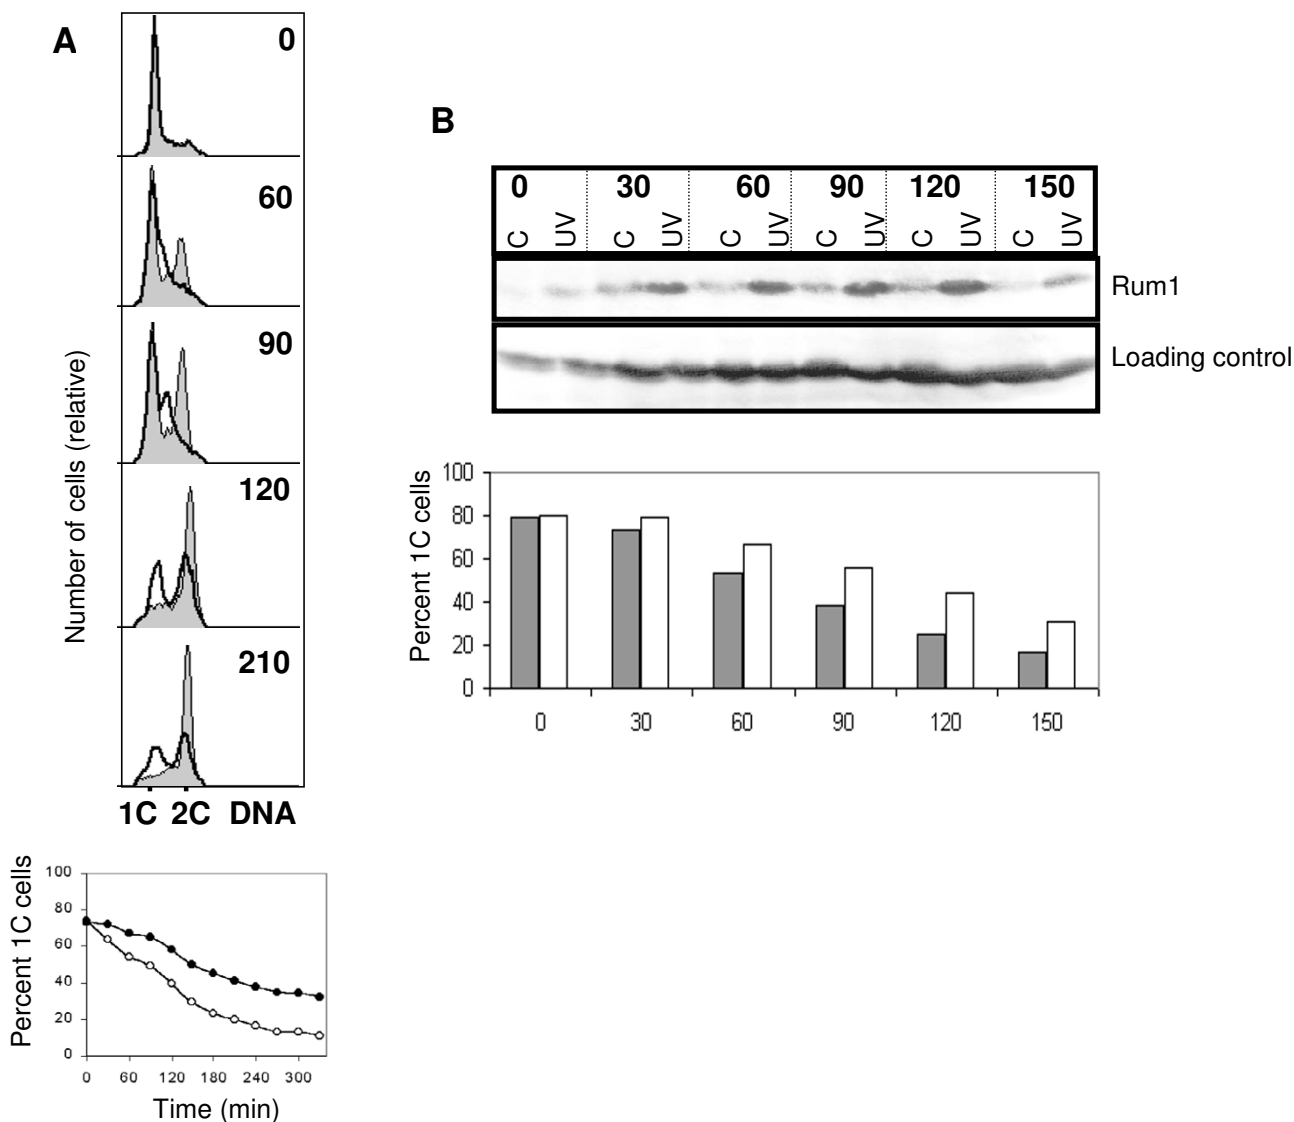 A
0
60
90
120
210
Number of cells (relative)
1C 2C DNA
Percent 1C cells
100
80
60
40
20
0
0 60 120 180 240 300
Time (min)
B
0 30 60 90 120 150
C UV C UV C UV C UV C UV C UV
Rum1
Loading control
Percent 1C cells
100
80
60
40
20
0
0 30 60 90 120 150